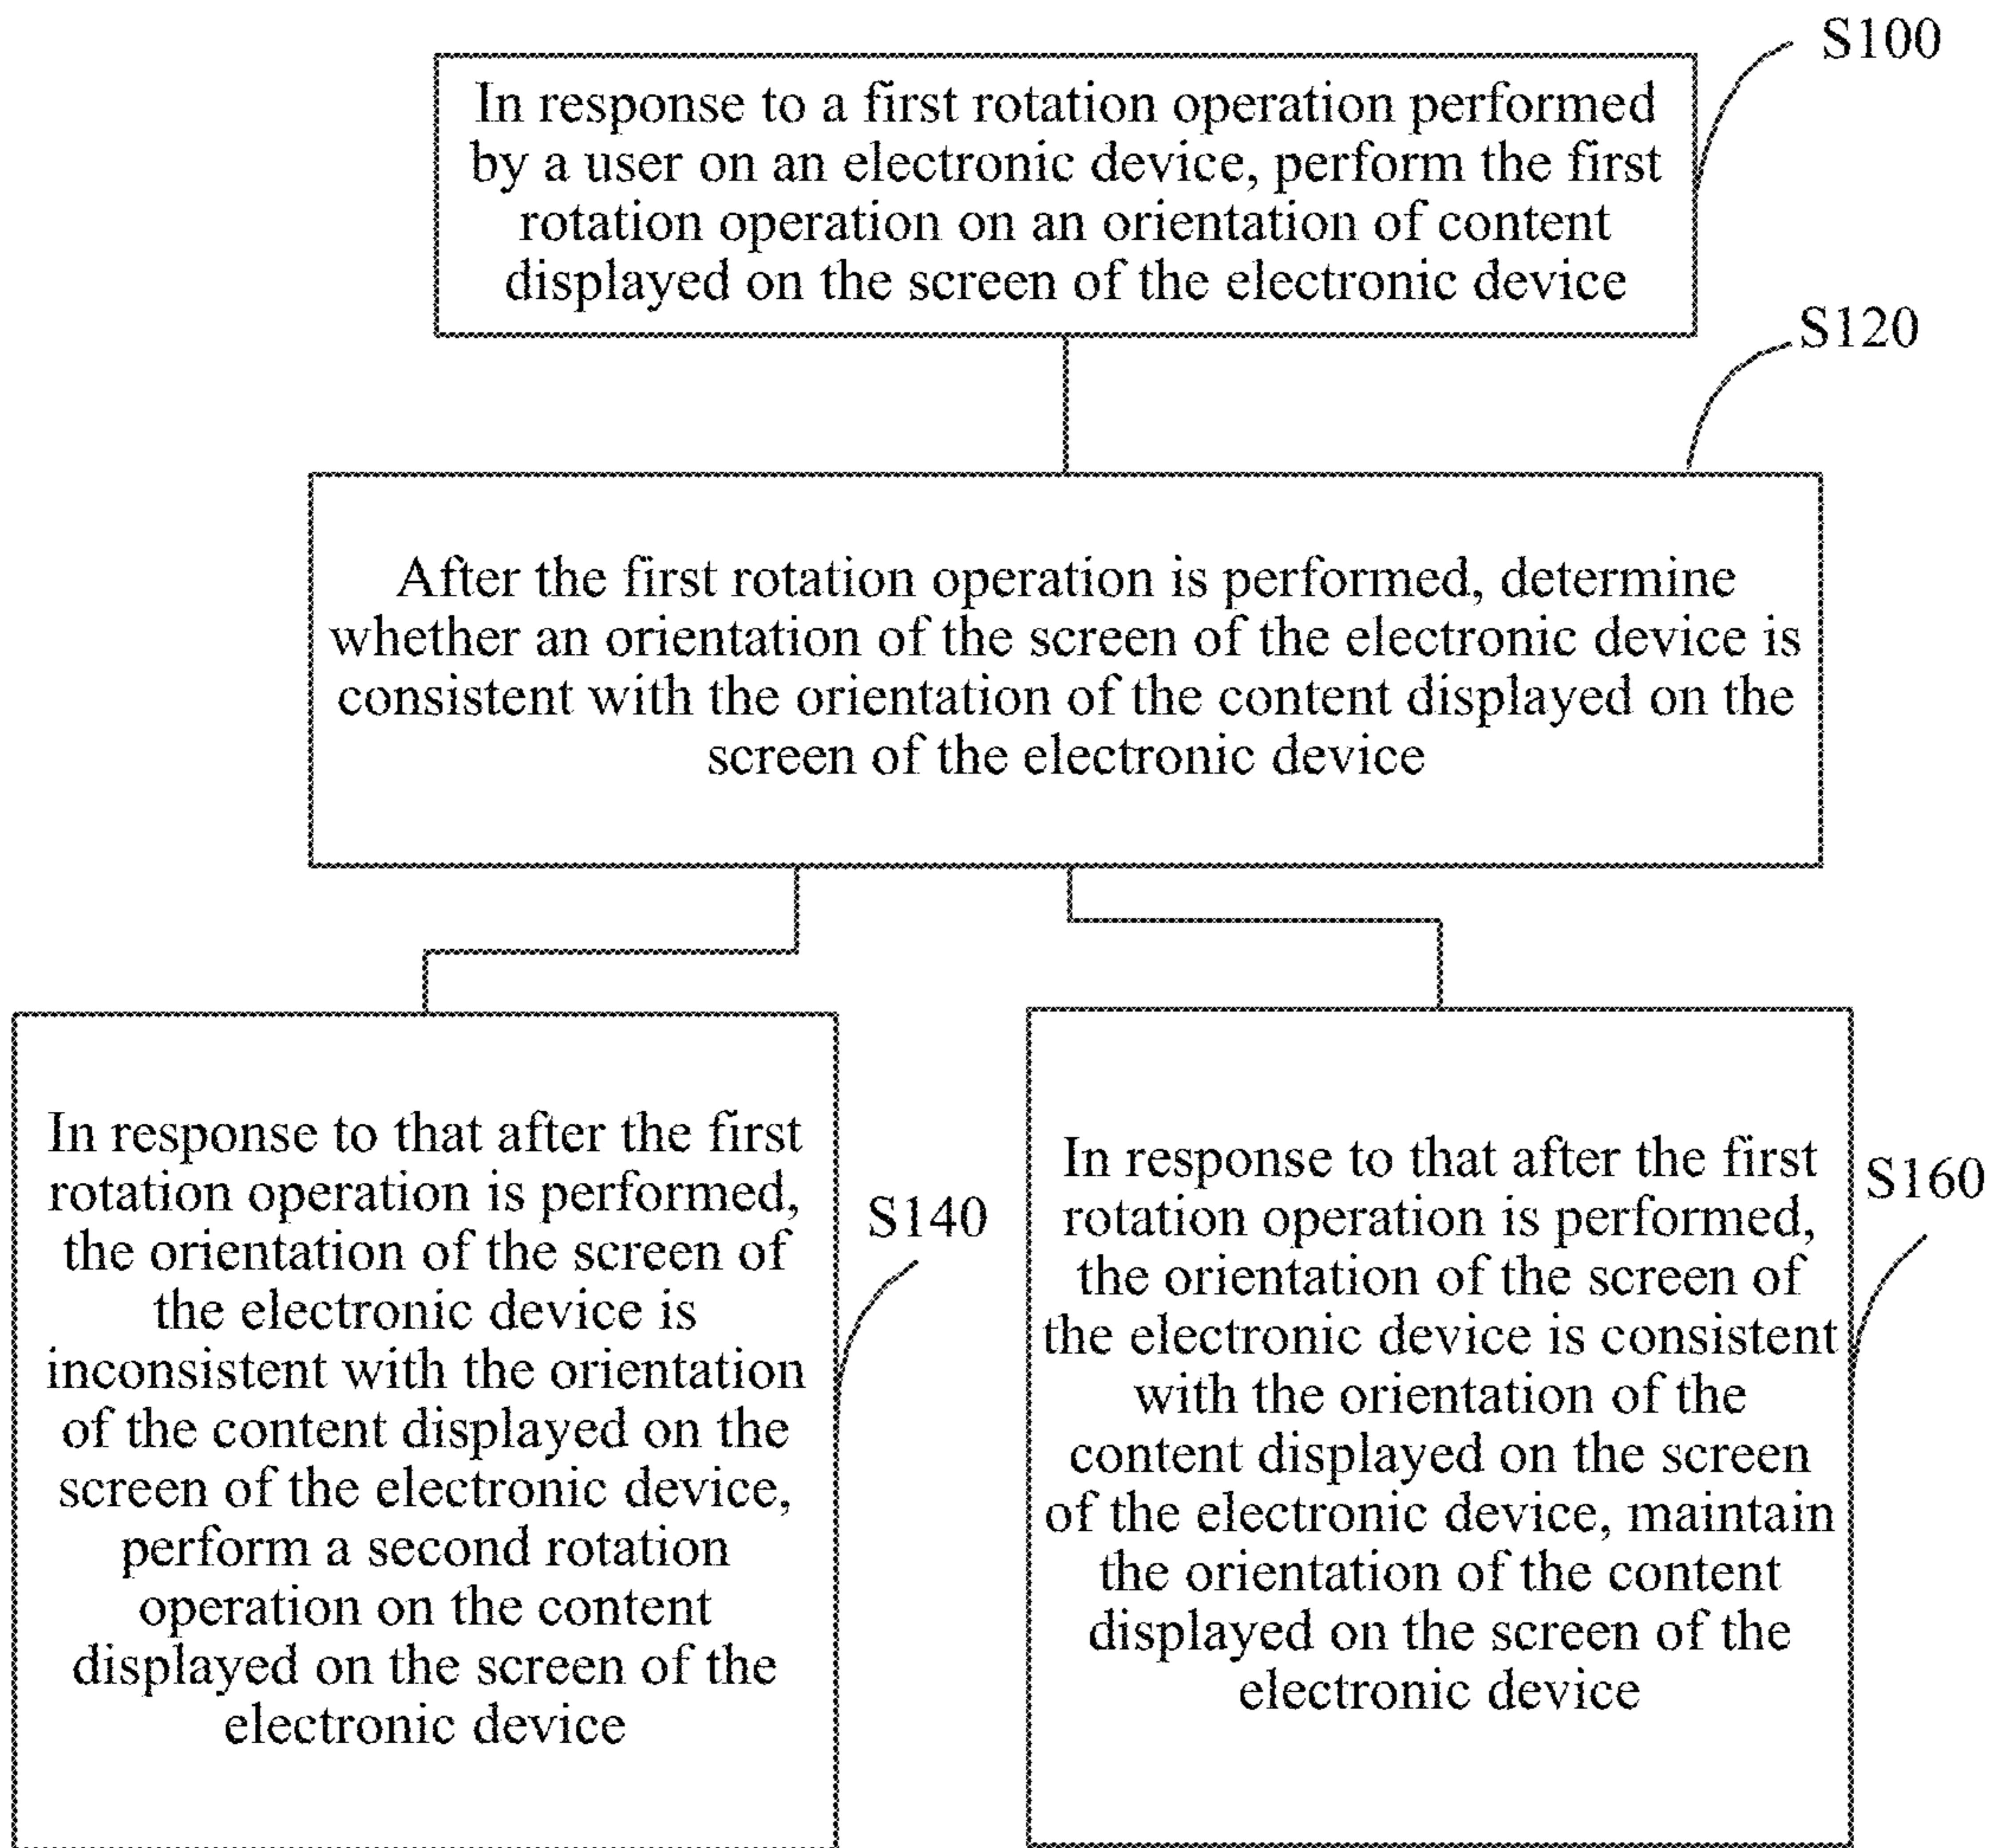 S100
In response to a first rotation operation performed
by a user on an electronic device, perform the first
rotation operation on an orientation of content
displayed on the screen of the electronic device
S120
After the first rotation operation is performed, determine
whether an orientation of the screen of the electronic device is
consistent with the orientation of the content displayed on the
screen of the electronic device
In response to that after the first
rotation operation is performed,
the orientation of the screen of
the electronic device is
inconsistent with the orientation
of the content displayed on the
screen of the electronic device,
perform a second rotation
operation on the content
displayed on the screen of the
electronic device
S140
In response to that after the first
rotation operation is performed,
the orientation of the screen of
the electronic device is consistent
with the orientation of the
content displayed on the screen
of the electronic device, maintain
the orientation of the content
displayed on the screen of the
electronic device
S160